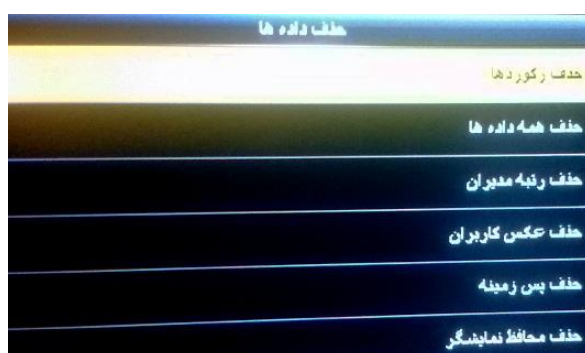 حذف داده ها
حذف رکوردها
حذف همه داده ها
حذف رتبه مدیران
حذف عکس کاربران
حذف پس زمینه
حذف محافظ نمایشگر